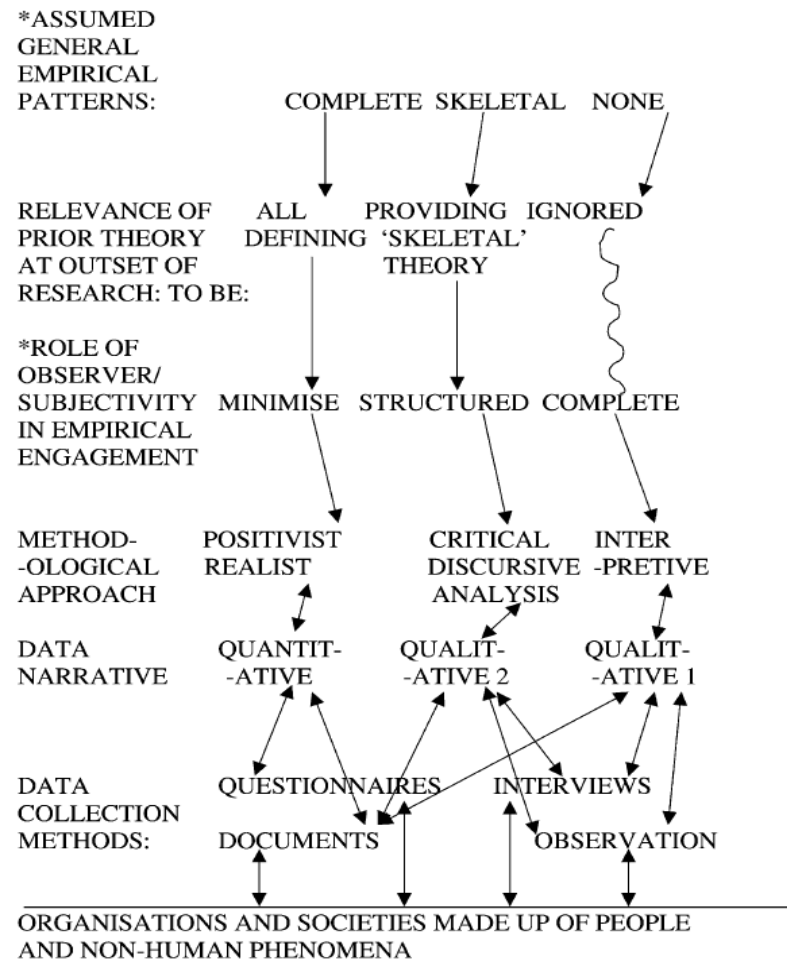 *ASSUMED
GENERAL
EMPIRICAL
PATTERNS: COMPLETE SKELETAL NONE
RELEVANCE OF ALL PROVIDING IGNORED
PRIOR THEORY DEFINING ‘SKELETAL’
AT OUTSET OF THEORY
RESEARCH: TO BE:
*ROLE OF
OBSERVER/
SUBJECTIVITY MINIMISE STRUCTURED COMPLETE
IN EMPIRICAL
ENGAGEMENT
METHOD- POSITIVIST CRITICAL INTER
-OLOGICAL REALIST DISCURSIVE -PRETIVE
APPROACH ANALYSIS
DATA QUANTIT- QUALIT- QUALIT-
NARRATIVE -ATIVE -ATIVE 2 -ATIVE 1
DATA QUESTIONNAIRES INTERVIEWS
COLLECTION
METHODS: DOCUMENTS OBSERVATION
ORGANISATIONS AND SOCIETIES MADE UP OF PEOPLE
AND NON-HUMAN PHENOMENA